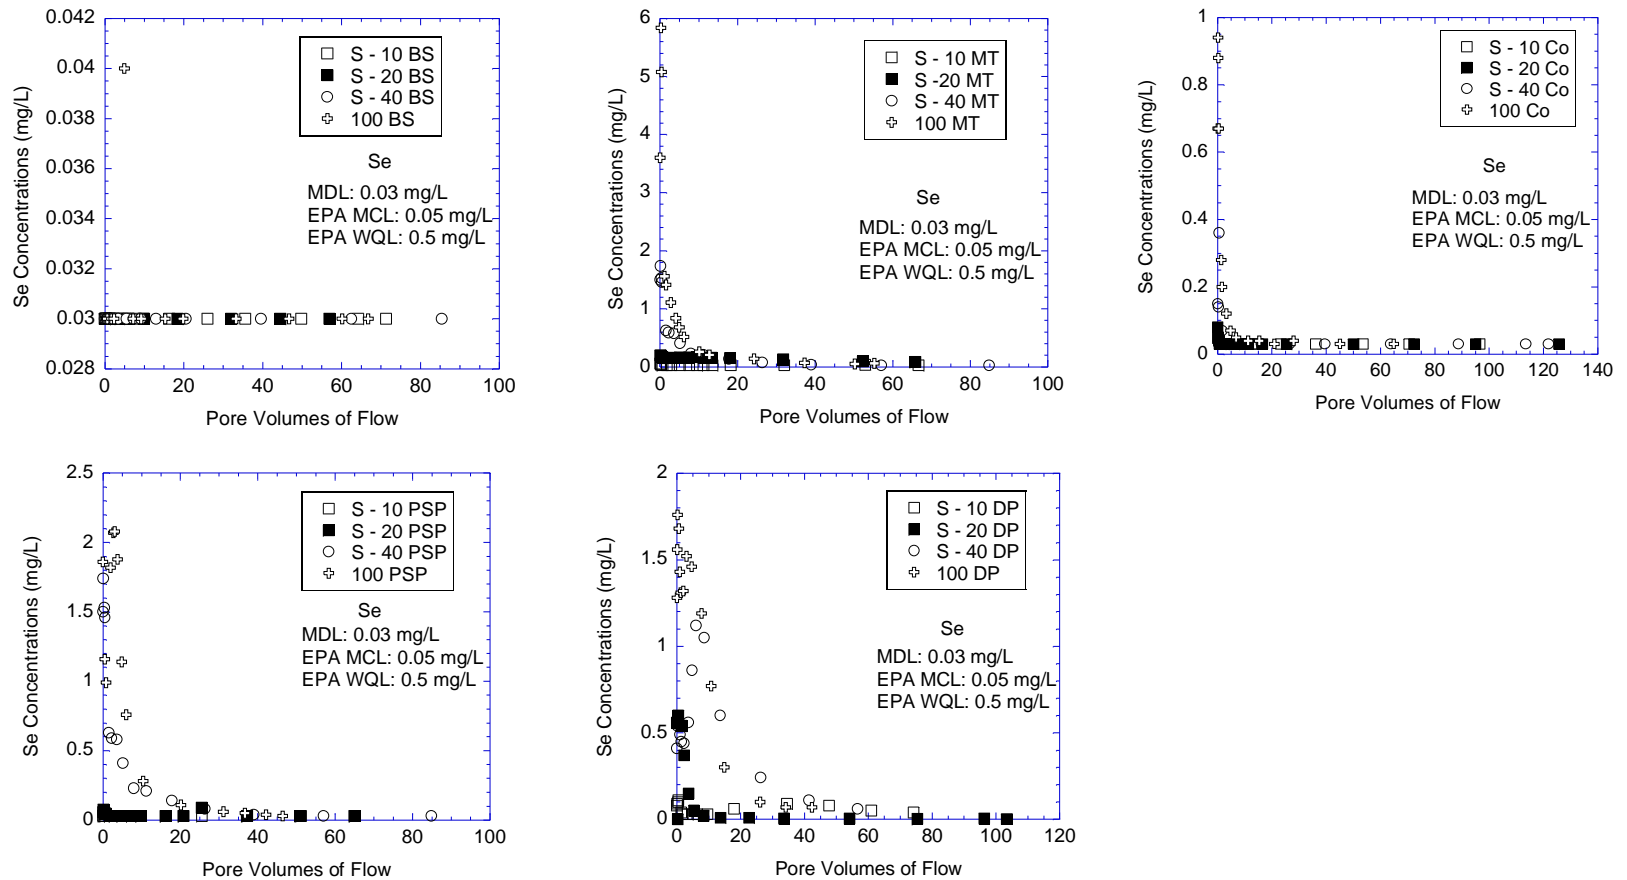 Se Concentrations (mg/L)
0.042
0.04
0.038
0.036
0.034
0.032
0.03
0.028
0
20
40
60
80
100
Pore Volumes of Flow
S - 10 BS
S - 20 BS
S - 40 BS
100 BS
Se
MDL: 0.03 mg/L
EPA MCL: 0.05 mg/L
EPA WQL: 0.5 mg/L
Se Concentrations (mg/L)
6
5
4
3
2
1
0
0
20
40
60
80
100
Pore Volumes of Flow
S - 10 MT
S -20 MT
S - 40 MT
100 MT
Se
MDL: 0.03 mg/L
EPA MCL: 0.05 mg/L
EPA WQL: 0.5 mg/L
Se Concentrations (mg/L)
1
0.8
0.6
0.4
0.2
0
0
20
40
60
80
100
120
140
Pore Volumes of Flow
S - 10 Co
S - 20 Co
S - 40 Co
100 Co
Se
MDL: 0.03 mg/L
EPA MCL: 0.05 mg/L
EPA WQL: 0.5 mg/L
Se Concentrations (mg/L)
2.5
2
1.5
1
0.5
0
0
20
40
60
80
100
Pore Volumes of Flow
S - 10 PSP
S - 20 PSP
S - 40 PSP
100 PSP
Se
MDL: 0.03 mg/L
EPA MCL: 0.05 mg/L
EPA WQL: 0.5 mg/L
Se Concentrations (mg/L)
2
1.5
1
0.5
0
0
20
40
60
80
100
120
Pore Volumes of Flow
S - 10 DP
S - 20 DP
S - 40 DP
100 DP
Se
MDL: 0.03 mg/L
EPA MCL: 0.05 mg/L
EPA WQL: 0.5 mg/L